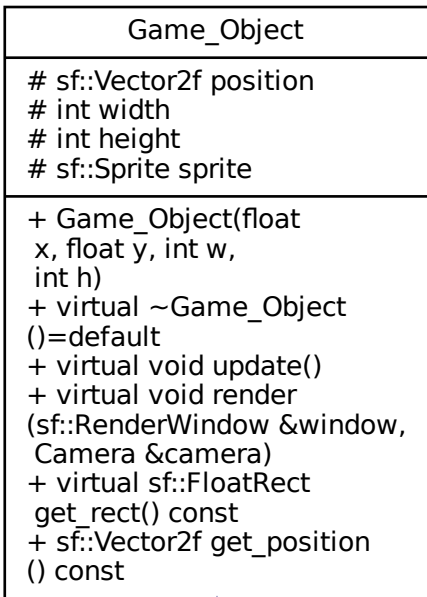 Game_Object
# sf::Vector2f position
# int width
# int height
# sf::Sprite sprite
+ Game_Object(float
x, float y, int w,
int h)
+ virtual ~Game_Object
()=default
+ virtual void update()
+ virtual void render
(sf::RenderWindow &window,
Camera &camera)
+ virtual sf::FloatRect
get_rect() const
+ sf::Vector2f get_position
() const